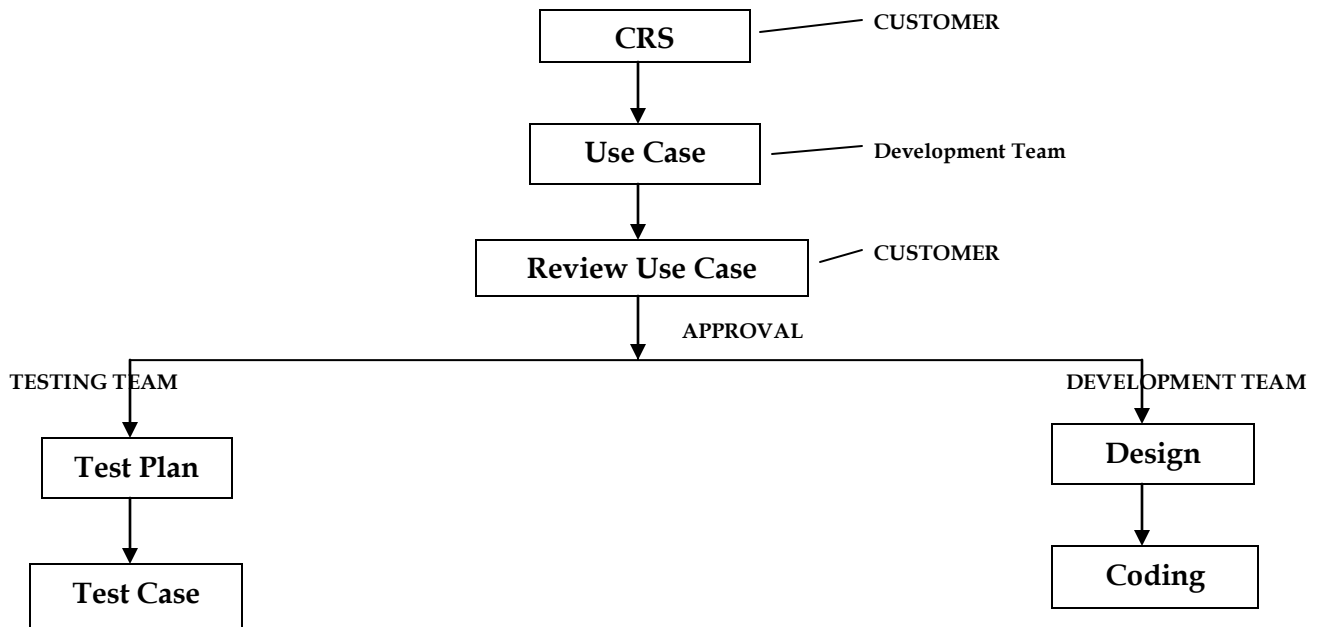 CRS
CUSTOMER
Use Case
Development Team
Review Use Case
CUSTOMER
APPROVAL
TESTING TEAM
DEVELOPMENT TEAM
Test Plan
Design
Test Case
Coding